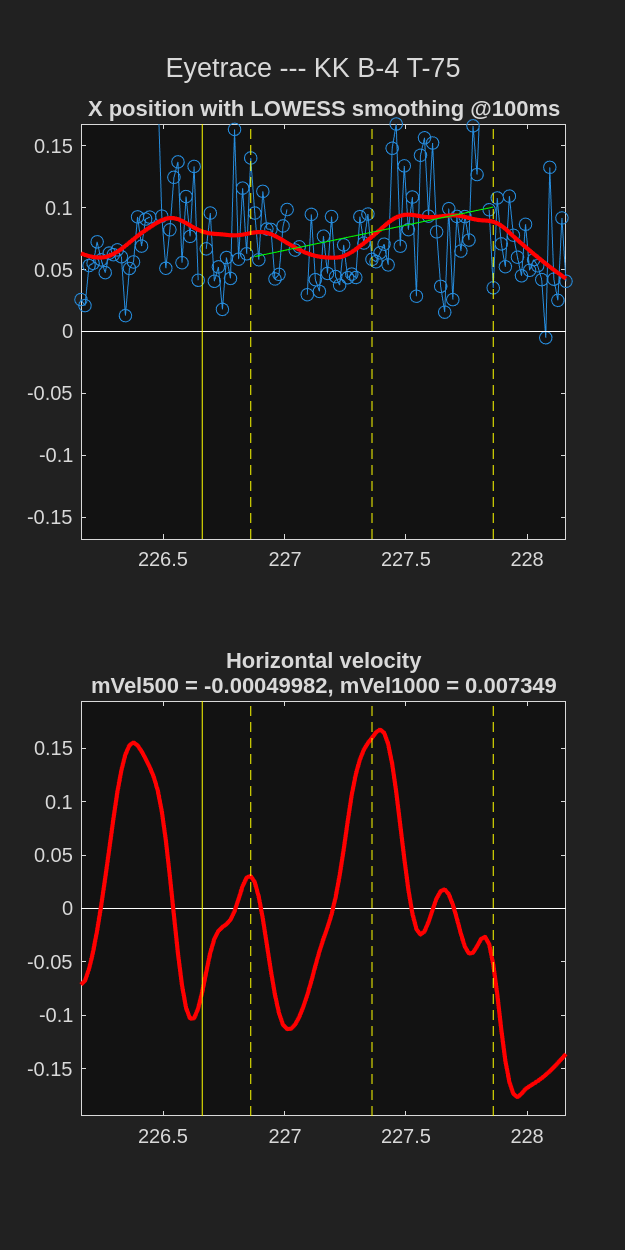 Eyetrace --- KK B-4 T-75
X position with LOWESS smoothing @100ms
0.15
0.1
0.05
0
-0.05
-0.1
-0.15
226.5 227 227.5 228
Horizontal velocity
mVel500 = -0.00049982, mVel1000 = 0.007349
0.15
0.1
0.05
0
-0.05
-0.1
-0.15
226.5 227 227.5 228